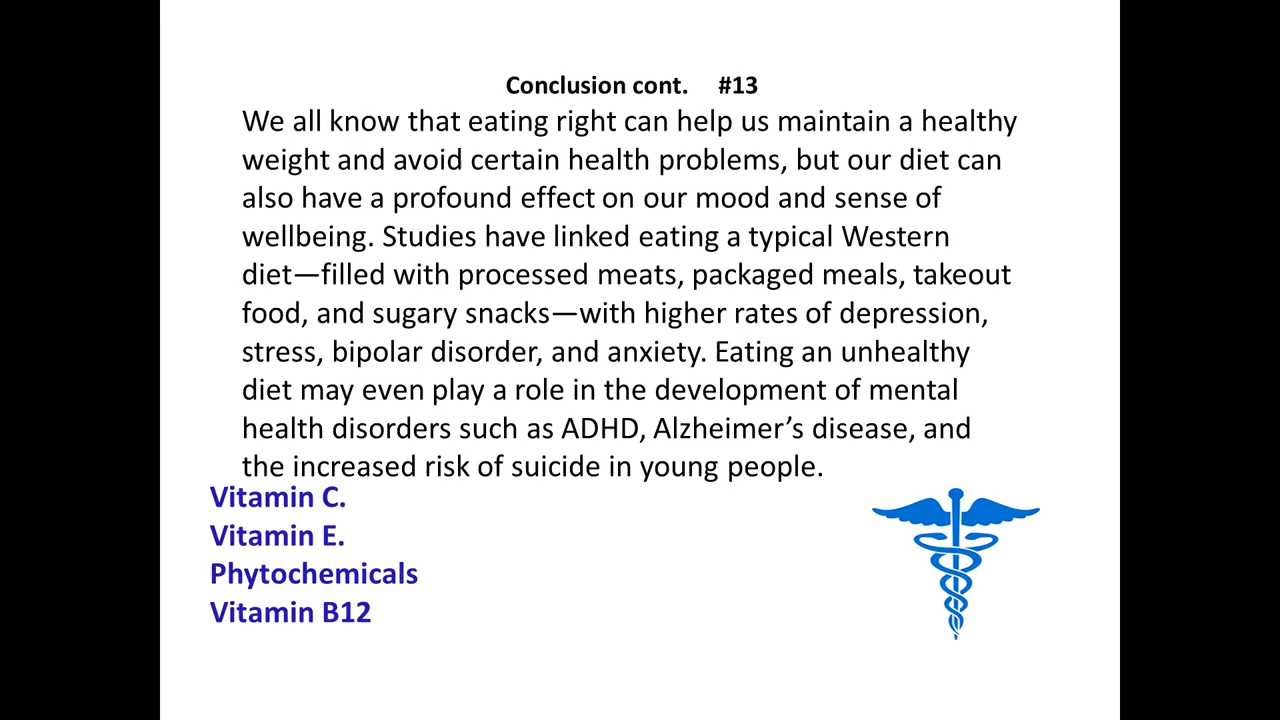 Conclusion cont. #13
We all know that eating right can help us maintain a healthy
weight and avoid certain health problems, but our diet can
also have a profound effect on our mood and sense of
wellbeing. Studies have linked eating a typical Western
diet—filled with processed meats, packaged meals, takeout
food, and sugary snacks—with higher rates of depression,
stress, bipolar disorder, and anxiety. Eating an unhealthy
diet may even play a role in the development of mental
health disorders such as ADHD, Alzheimer’s disease, and
the increased risk of suicide in young people.
Vitamin C.
Vitamin E.
Phytochemicals
Vitamin B12